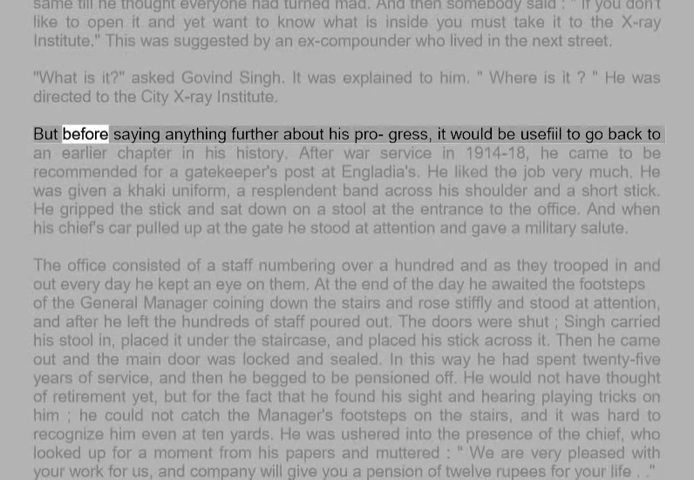 same till he thought everyone had turned mad. And then somebody said : " If you don't
like to open it and yet want to know what is inside you must take it to the X-ray
Institute." This was suggested by an ex-compounder who lived in the next street.
"What is it?" asked Govind Singh. It was explained to him. " Where is it ? " He was
directed to the City X-ray Institute.
But before saying anything further about his pro- gress, it would be usefiil to go back to
an earlier chapter in his history. After war service in 1914-18, he came to be
recommended for a gatekeeper's post at Engladia's. He liked the job very much. He
was given a khaki uniform, a resplendent band across his shoulder and a short stick.
He gripped the stick and sat down on a stool at the entrance to the office. And when
his chief's car pulled up at the gate he stood at attention and gave a military salute.
The office consisted of a staff numbering over a hundred and as they trooped in and
out every day he kept an eye on them. At the end of the day he awaited the footsteps
of the General Manager coining down the stairs and rose stiffly and stood at attention,
and after he left the hundreds of staff poured out. The doors were shut ; Singh carried
his stool in, placed it under the staircase, and placed his stick across it. Then he came
out and the main door was locked and sealed. In this way he had spent twenty-five
years of service, and then he begged to be pensioned off. He would not have thought
of retirement yet, but for the fact that he found his sight and hearing playing tricks on
him ; he could not catch the Manager's footsteps on the stairs, and it was hard to
recognize him even at ten yards. He was ushered into the presence of the chief, who
looked up for a moment from his papers and muttered : " We are very pleased with
your work for us, and company will give you a pension of twelve rupees for your life . ."